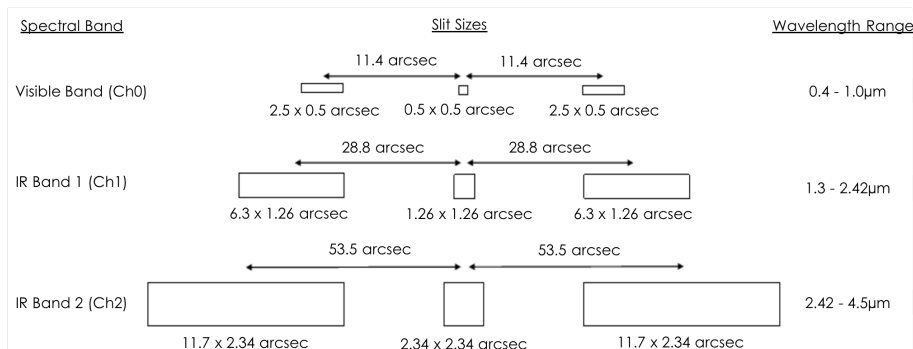 Spectral Band Slit Sizes Wavelength Range
11.4 arcsec 11.4 arcsec
Visible Band (Ch0) 0.4 - 1.0µm
2.5 x 0.5 arcsec 0.5 x 0.5 arcsec 2.5 x 0.5 arcsec
28.8 arcsec 28.8 arcsec
IR Band 1 (Ch1) 1.3 - 2.42µm
6.3 x 1.26 arcsec 1.26 x 1.26 arcsec 6.3 x 1.26 arcsec
53.5 arcsec 53.5 arcsec
IR Band 2 (Ch2) 2.42 - 4.5µm
11.7 x 2.34 arcsec 2.34 x 2.34 arcsec 11.7 x 2.34 arcsec